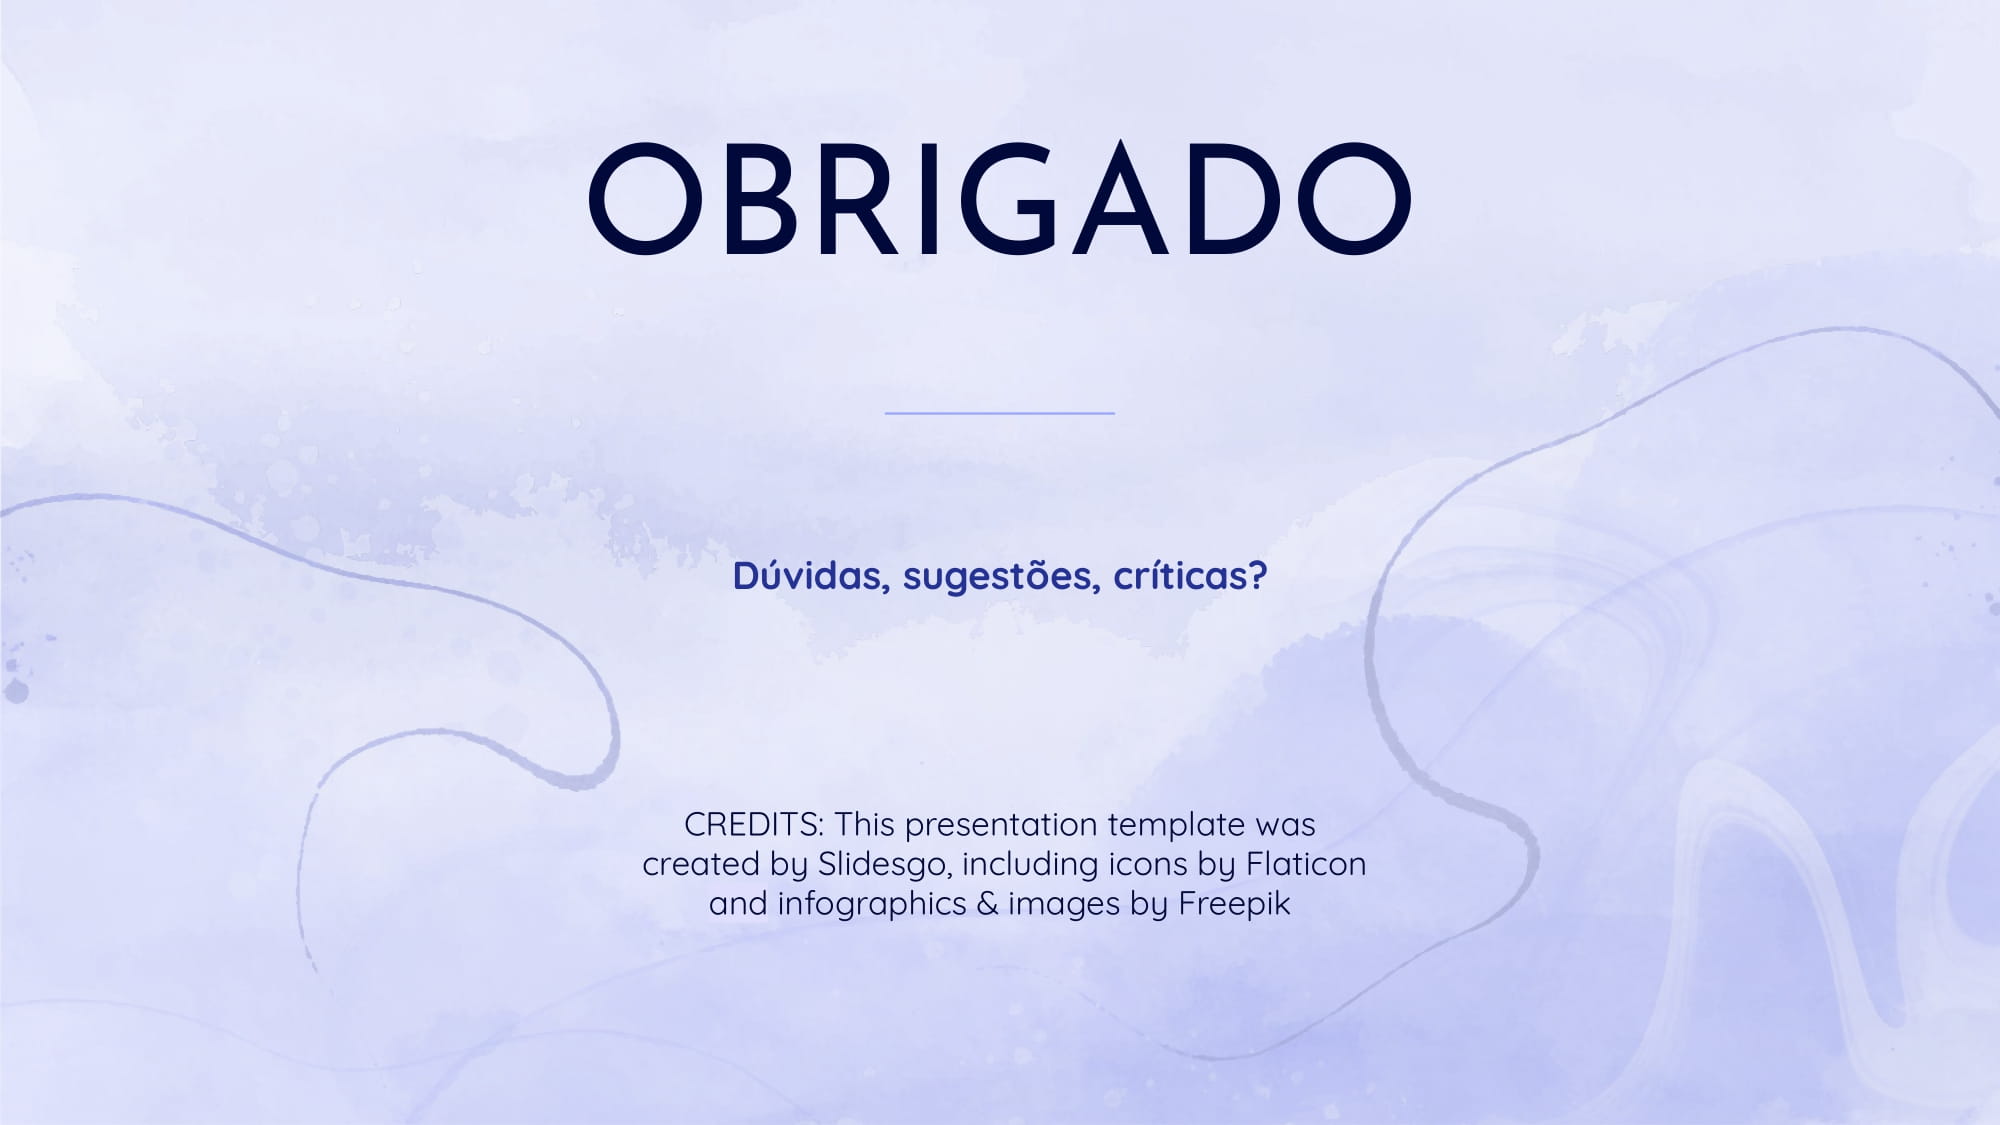 OBRIGADO
Dúvidas, sugestões, críticas?
CREDITS: This presentation template was
created by Slidesgo, including icons by Flaticon
and infographics & images by Freepik